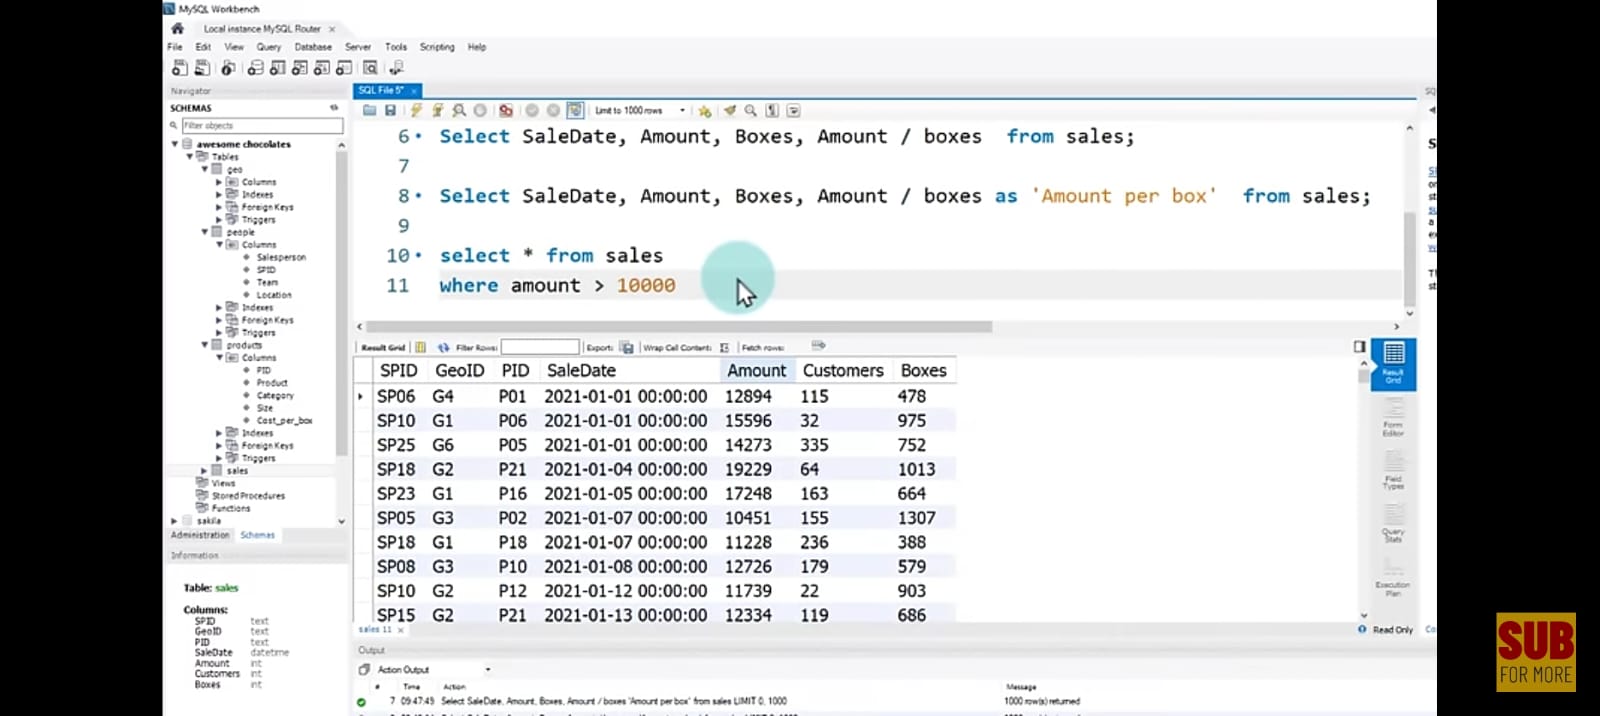 MySQL Workbench
Local instance MySQL Router ×
File Edit View Query Database Server Tools Scripting Help
Navigator
SCHEMAS
Filter objects
awesome chocolates
Tables
geo
Columns
Indexes
Foreign Keys
Triggers
people
Columns
Salesperson
SPID
Team
Location
Indexes
Foreign Keys
Triggers
products
Columns
PID
Product
Category
Size
Cost_per_box
Indexes
Foreign Keys
Triggers
sales
Views
Stored Procedures
Functions
sakila
Administration Schemas
Information
Table: sales
Columns:
SPID text
GeoID text
PID text
SaleDate datetime
Amount int
Customers int
Boxes int
SQL File 5* ×
Limit to 1000 rows
6 Select SaleDate, Amount, Boxes, Amount / boxes from sales;
7
8 Select SaleDate, Amount, Boxes, Amount / boxes as 'Amount per box' from sales;
9
10 select * from sales
11 where amount > 10000
Result Grid Filter Rows: Export: Wrap Cell Content: Fetch rows:
SPID GeoID PID SaleDate Amount Customers Boxes
SP06 G4 P01 2021-01-01 00:00:00 12894 115 478
SP10 G1 P06 2021-01-01 00:00:00 15596 32 975
SP25 G6 P05 2021-01-01 00:00:00 14273 335 752
SP18 G2 P21 2021-01-04 00:00:00 19229 64 1013
SP23 G1 P16 2021-01-05 00:00:00 17248 163 664
SP05 G3 P02 2021-01-07 00:00:00 10451 155 1307
SP18 G1 P18 2021-01-07 00:00:00 11228 236 388
SP08 G3 P10 2021-01-08 00:00:00 12726 179 579
SP10 G2 P12 2021-01-12 00:00:00 11739 22 903
SP15 G2 P21 2021-01-13 00:00:00 12334 119 686
Result Grid
Form Editor
Field Types
Query Stats
Execution Plan
sales 11 ×
Read Only
Output
Action Output
# Time Action Message
7 09:47:49 Select SaleDate, Amount, Boxes, Amount / boxes 'Amount per box' from sales LIMIT 0, 1000 1000 row(s) returned
SUB
FOR MORE